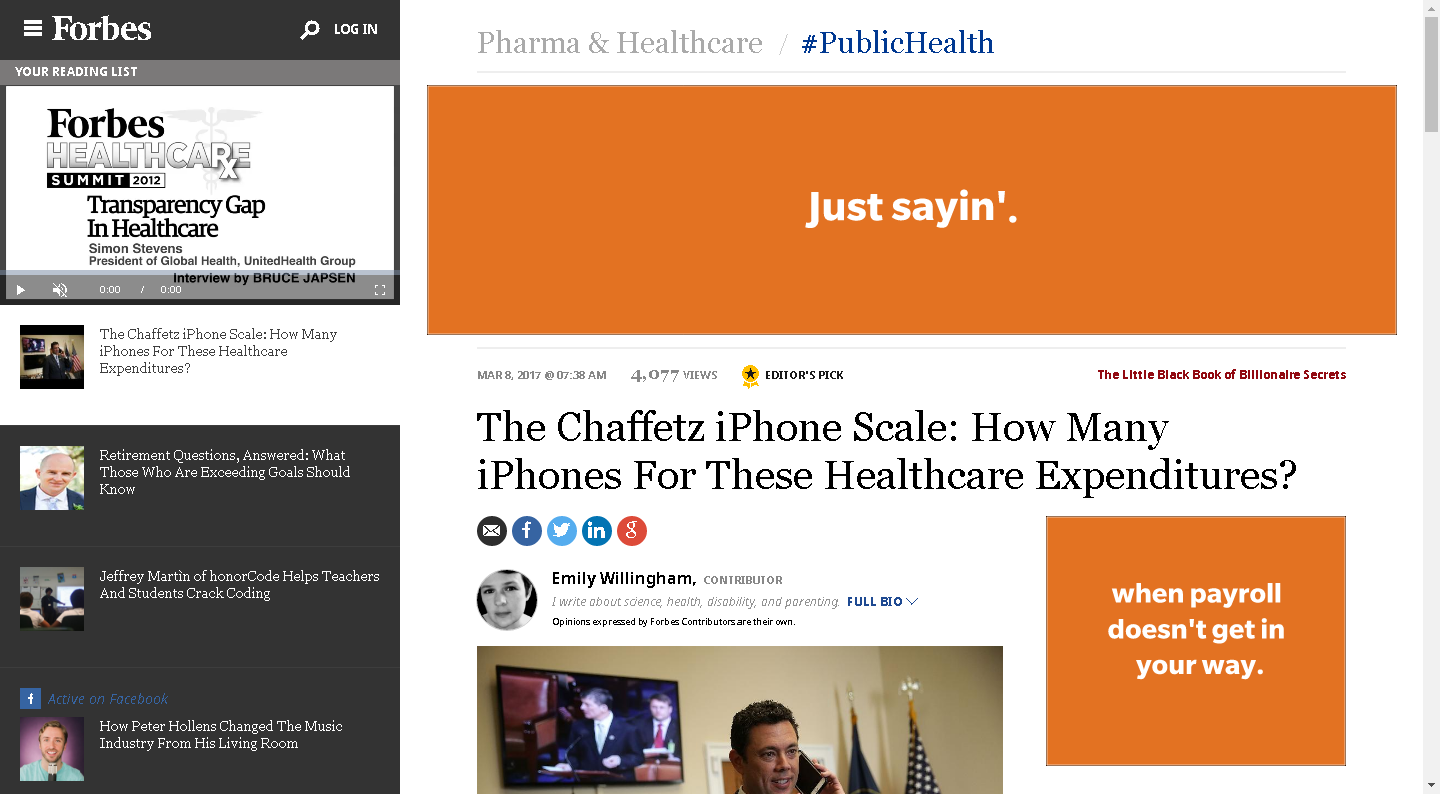 Forbes
LOG IN
YOUR READING LIST
Forbes
HEALTHCARE
Rx
SUMMIT 2012
Transparency Gap
In Healthcare
Simon Stevens
President of Global Health, UnitedHealth Group
Interview by BRUCE JAPSEN
0:00 / 0:00
The Chaffetz iPhone Scale: How Many
iPhones For These Healthcare
Expenditures?
Retirement Questions, Answered: What
Those Who Are Exceeding Goals Should
Know
Jeffrey Martìn of honorCode Helps Teachers
And Students Crack Coding
Active on Facebook
How Peter Hollens Changed The Music
Industry From His Living Room
Pharma & Healthcare / #PublicHealth
Just sayin'.
MAR 8, 2017 @ 07:38 AM 4,077 VIEWS EDITOR'S PICK The Little Black Book of Billionaire Secrets
The Chaffetz iPhone Scale: How Many
iPhones For These Healthcare Expenditures?
Emily Willingham, CONTRIBUTOR
I write about science, health, disability, and parenting. FULL BIO
Opinions expressed by Forbes Contributors are their own.
when payroll
doesn't get in
your way.